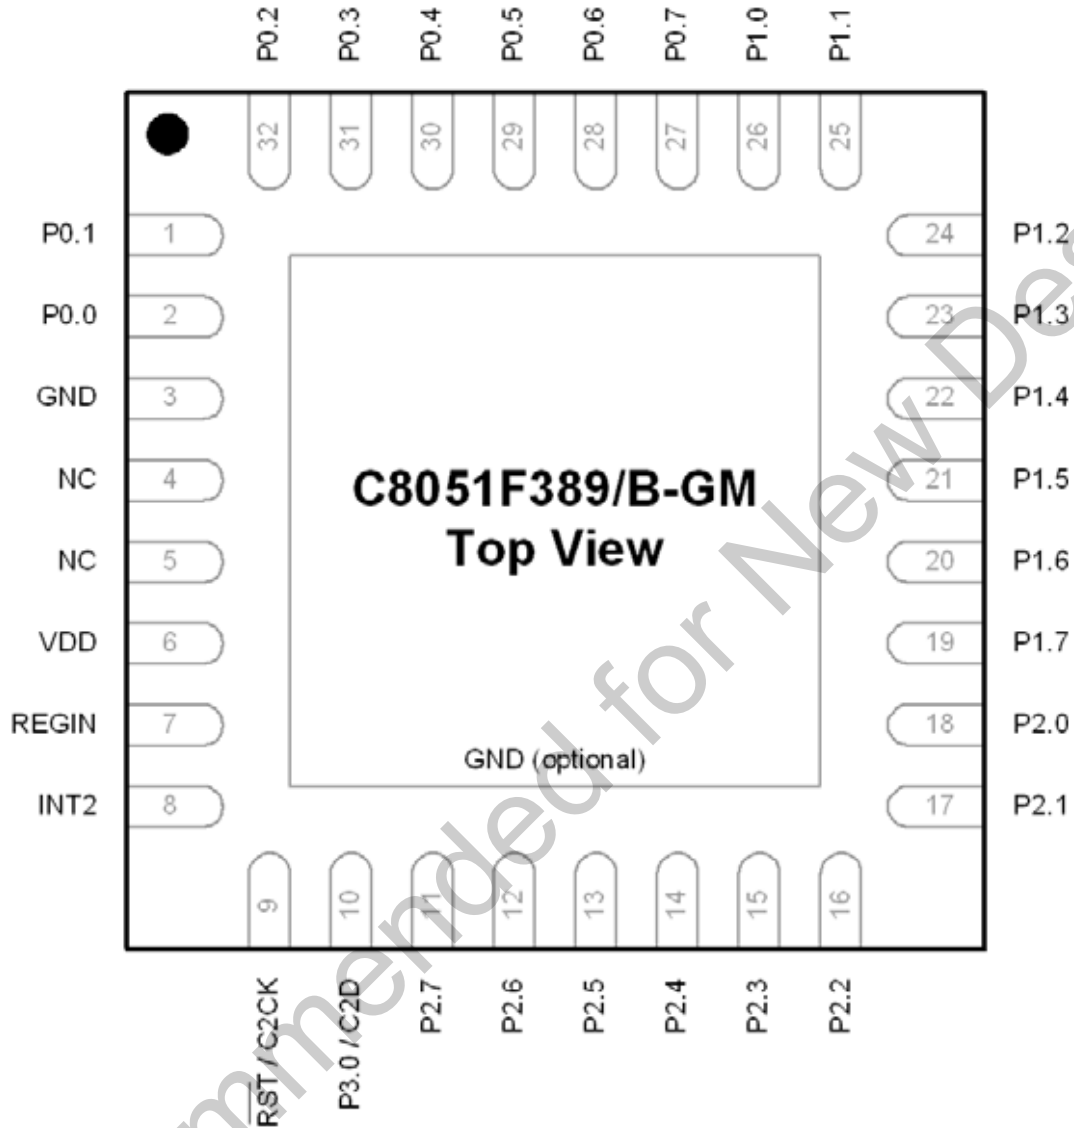 P0.2
P0.3
P0.4
P0.5
P0.6
P0.7
P1.0
P1.1
32
31
30
29
28
27
26
25
P0.1 1
24 P1.2
P0.0 2
23 P1.3
GND 3
22 P1.4
NC 4
21 P1.5
C8051F389/B-GM
Top View
NC 5
20 P1.6
VDD 6
19 P1.7
REGIN 7
18 P2.0
GND (optional)
INT2 8
17 P2.1
9
10
11
12
13
14
15
16
RST / C2CK
P3.0 / C2D
P2.7
P2.6
P2.5
P2.4
P2.3
P2.2
mmended for New Des